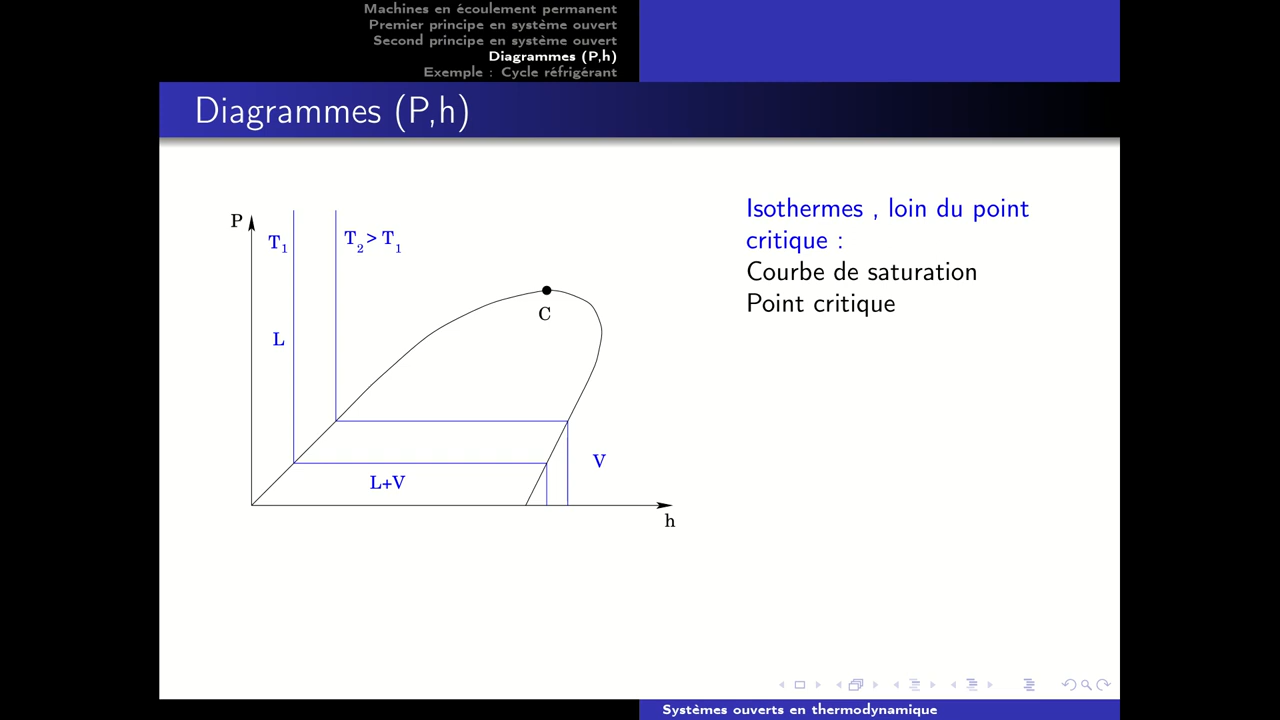 Machines en écoulement permanent
Premier principe en système ouvert
Second principe en système ouvert
Diagrammes (P,h)
Exemple : Cycle réfrigérant
Diagrammes (P,h)
P
T1
T2 > T1
L
C
L+V
V
h
Isothermes , loin du point
critique :
Courbe de saturation
Point critique
Systèmes ouverts en thermodynamique